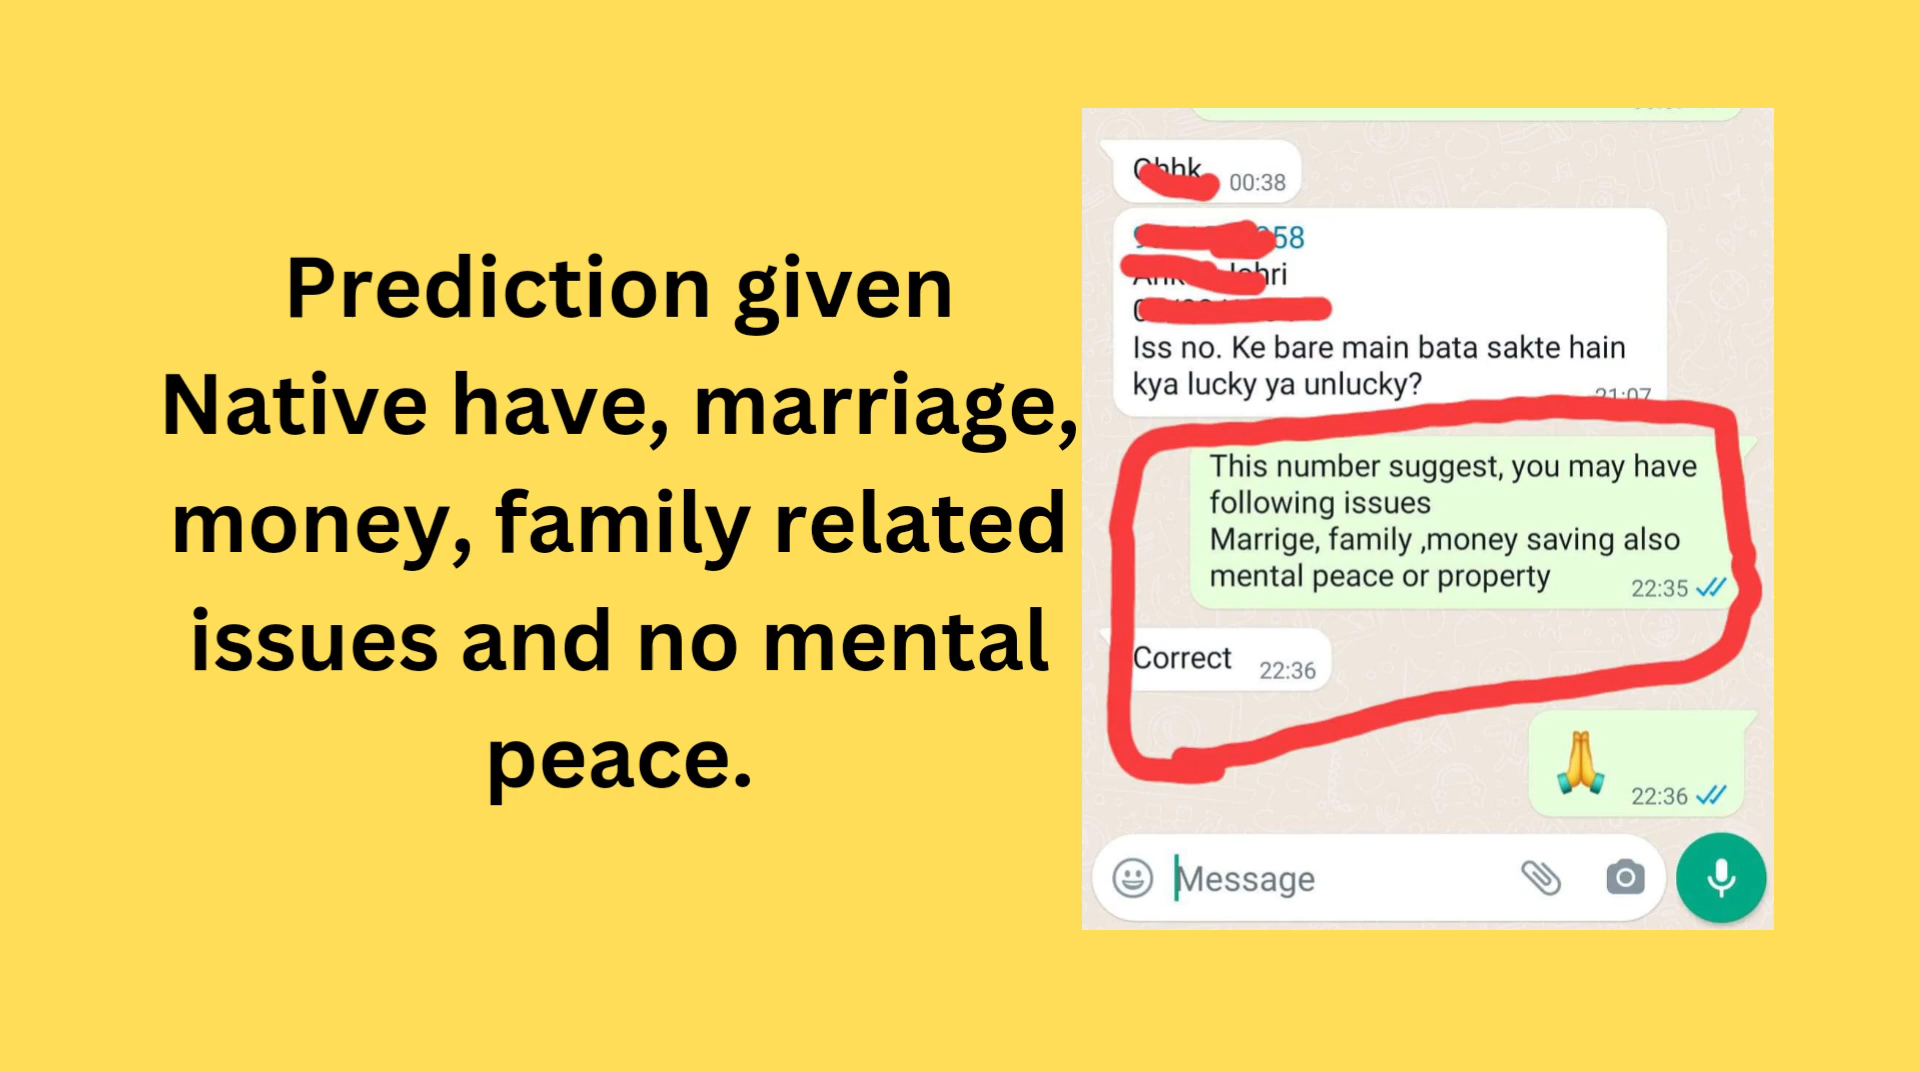 Prediction given
Native have, marriage,
money, family related
issues and no mental
peace.
00:38
58
Iss no. Ke bare main bata sakte hain
kya lucky ya unlucky?
21:07
This number suggest, you may have
following issues
Marrige, family ,money saving also
mental peace or property
22:35
Correct
22:36
22:36
Message